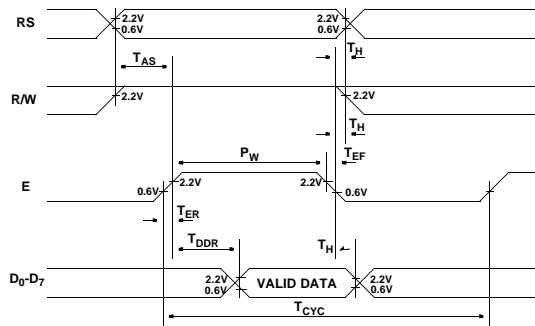 RS 2.2V 2.2V
0.6V 0.6V
T_AS T_H
R/W 2.2V 2.2V
T_H
P_W T_EF
E 0.6V 2.2V 2.2V 0.6V
T_ER
T_DDR T_H
D_0-D_7 2.2V VALID DATA 2.2V
0.6V 0.6V
T_CYC